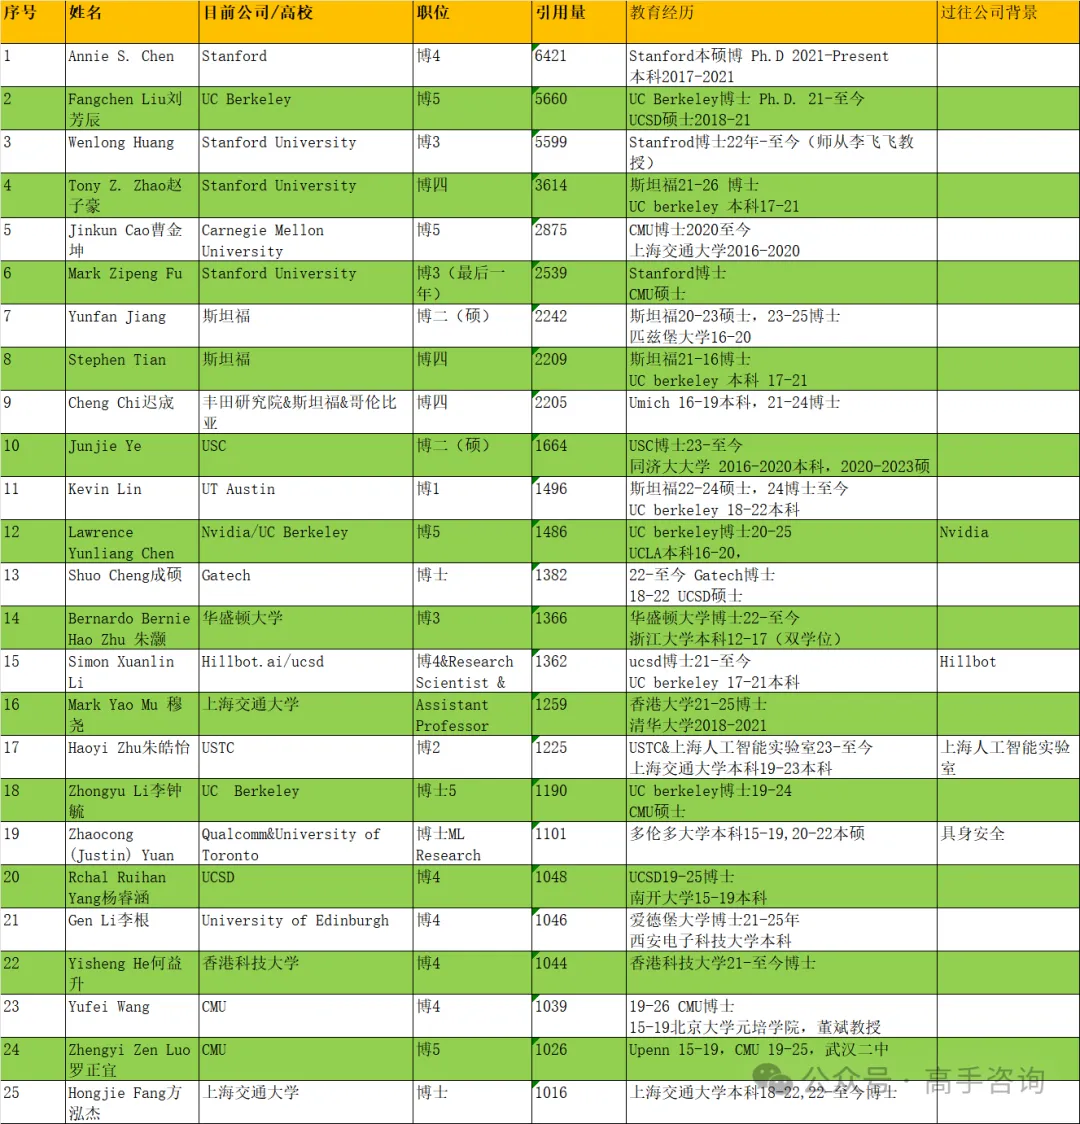 序号 姓名 目前公司/高校 职位 引用量 教育经历 过往公司背景
1 Annie S. Chen Stanford 博4 6421 Stanford本硕博 Ph.D 2021-Present
本科2017-2021
2 Fangchen Liu刘 UC Berkeley 博5 5660 UC Berkeley博士 Ph.D. 21-至今
芳辰 UCSD硕士2018-21
3 Wenlong Huang Stanford University 博3 5599 Stanfrod博士22年-至今（师从李飞飞教
授）
4 Tony Z. Zhao赵 Stanford University 博四 3614 斯坦福21-26 博士
子豪 UC berkeley 本科17-21
5 Jinkun Cao曹金 Carnegie Mellon 博5 2875 CMU博士2020至今
坤 University 上海交通大学2016-2020
6 Mark Zipeng Fu Stanford University 博3（最后一 2539 Stanford博士
年） CMU硕士
7 Yunfan Jiang 斯坦福 博二（硕） 2242 斯坦福20-23硕士，23-25博士
匹兹堡大学16-20
8 Stephen Tian 斯坦福 博四 2209 斯坦福21-16博士
UC berkeley 本科 17-21
9 Cheng Chi迟宬 丰田研究院&斯坦福&哥伦比 博四 2205 Umich 16-19本科，21-24博士
亚
10 Junjie Ye USC 博二（硕） 1664 USC博士23-至今
同济大大学 2016-2020本科，2020-2023硕
11 Kevin Lin UT Austin 博1 1496 斯坦福22-24硕士，24博士至今
UC berkeley 18-22本科
12 Lawrence Nvidia/UC Berkeley 博5 1486 UC berkeley博士20-25 Nvidia
Yunliang Chen UCLA本科16-20，
13 Shuo Cheng成硕 Gatech 博士 1382 22-至今 Gatech博士
18-22 UCSD硕士
14 Bernardo Bernie 华盛顿大学 博3 1366 华盛顿大学博士22-至今
Hao Zhu 朱灏 浙江大学本科12-17（双学位）
15 Simon Xuanlin Hillbot.ai/ucsd 博4&Research 1362 ucsd博士21-至今 Hillbot
Li Scientist & UC berkeley 17-21本科
16 Mark Yao Mu 穆 上海交通大学 Assistant 1259 香港大学21-25博士
尧 Professor 清华大学2018-2021
17 Haoyi Zhu朱皓怡 USTC 博2 1225 USTC&上海人工智能实验室23-至今 上海人工智能实验
上海交通大学本科19-23本科 室
18 Zhongyu Li李钟 UC Berkeley 博士5 1190 UC berkeley博士19-24
毓 CMU硕士
19 Zhaocong Qualcomm&University of 博士ML 1101 多伦多大学本科15-19,20-22本硕 具身安全
(Justin) Yuan Toronto Research
20 Rchal Ruihan UCSD 博4 1048 UCSD19-25博士
Yang杨睿涵 南开大学15-19本科
21 Gen Li李根 University of Edinburgh 博4 1046 爱德堡大学博士21-25年
西安电子科技大学本科
22 Yisheng He何益 香港科技大学 博4 1044 香港科技大学21-至今博士
升
23 Yufei Wang CMU 博4 1039 19-26 CMU博士
15-19北京大学元培学院，董斌教授
24 Zhengyi Zen Luo CMU 博5 1026 Upenn 15-19，CMU 19-25，武汉二中
罗正宜
25 Hongjie Fang方 上海交通大学 博士 1016 上海交通大学本科18-22,22-至今博士
泓杰
公众号 · 高手咨询